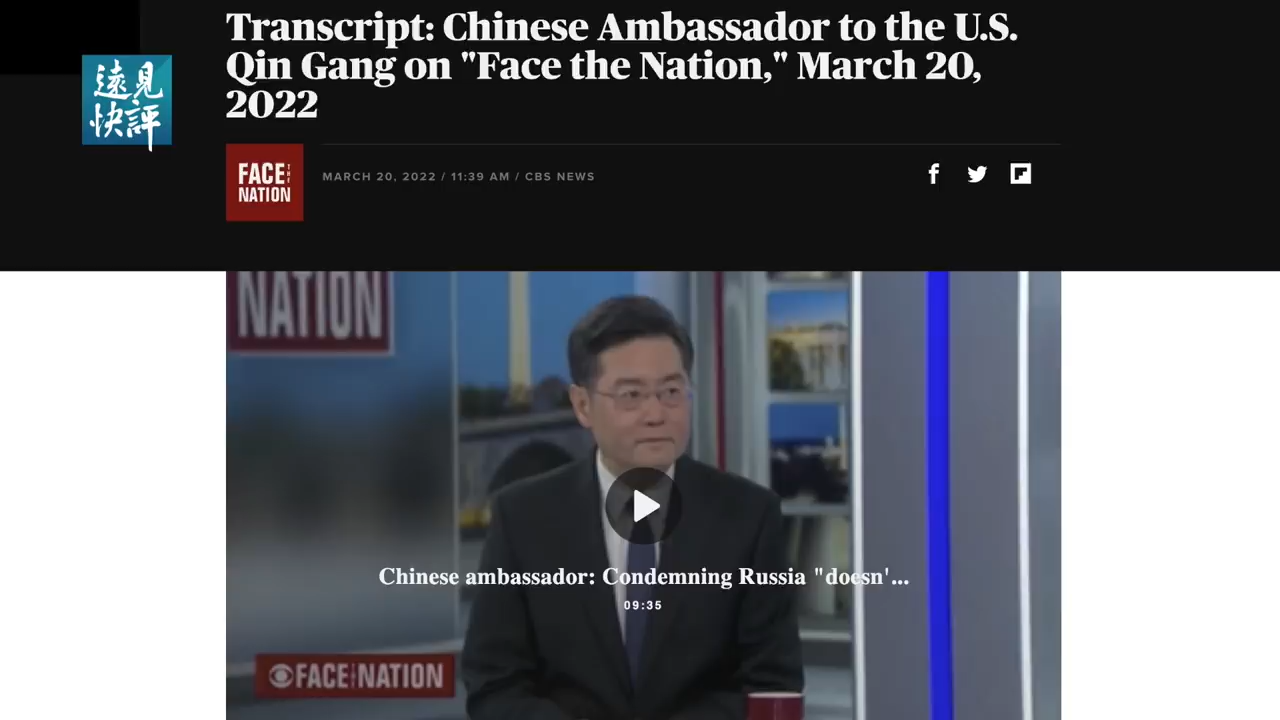 Transcript: Chinese Ambassador to the U.S.
Qin Gang on "Face the Nation," March 20,
2022
遠見
快評
FACE THE
NATION
MARCH 20, 2022 / 11:39 AM / CBS NEWS
NATION
Chinese ambassador: Condemning Russia "doesn'...
09:35
FACE THE NATION